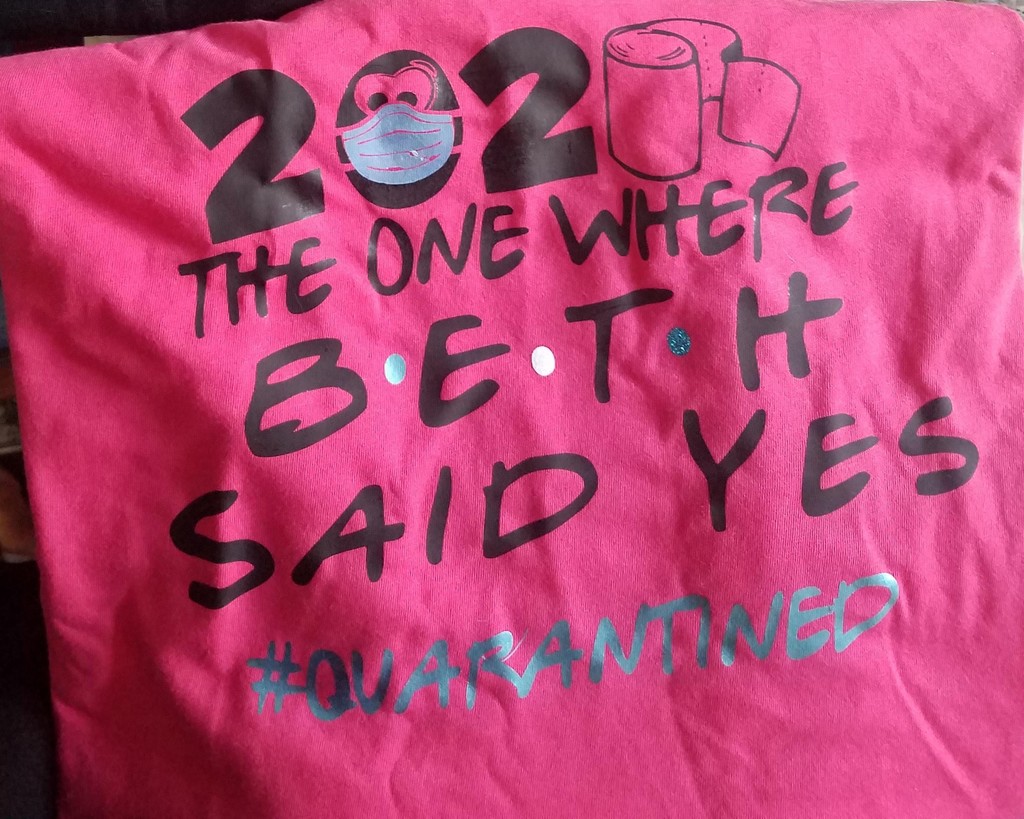 2020
THE ONE WHERE
B•E•T•H
SAID YES
#QUARANTINED